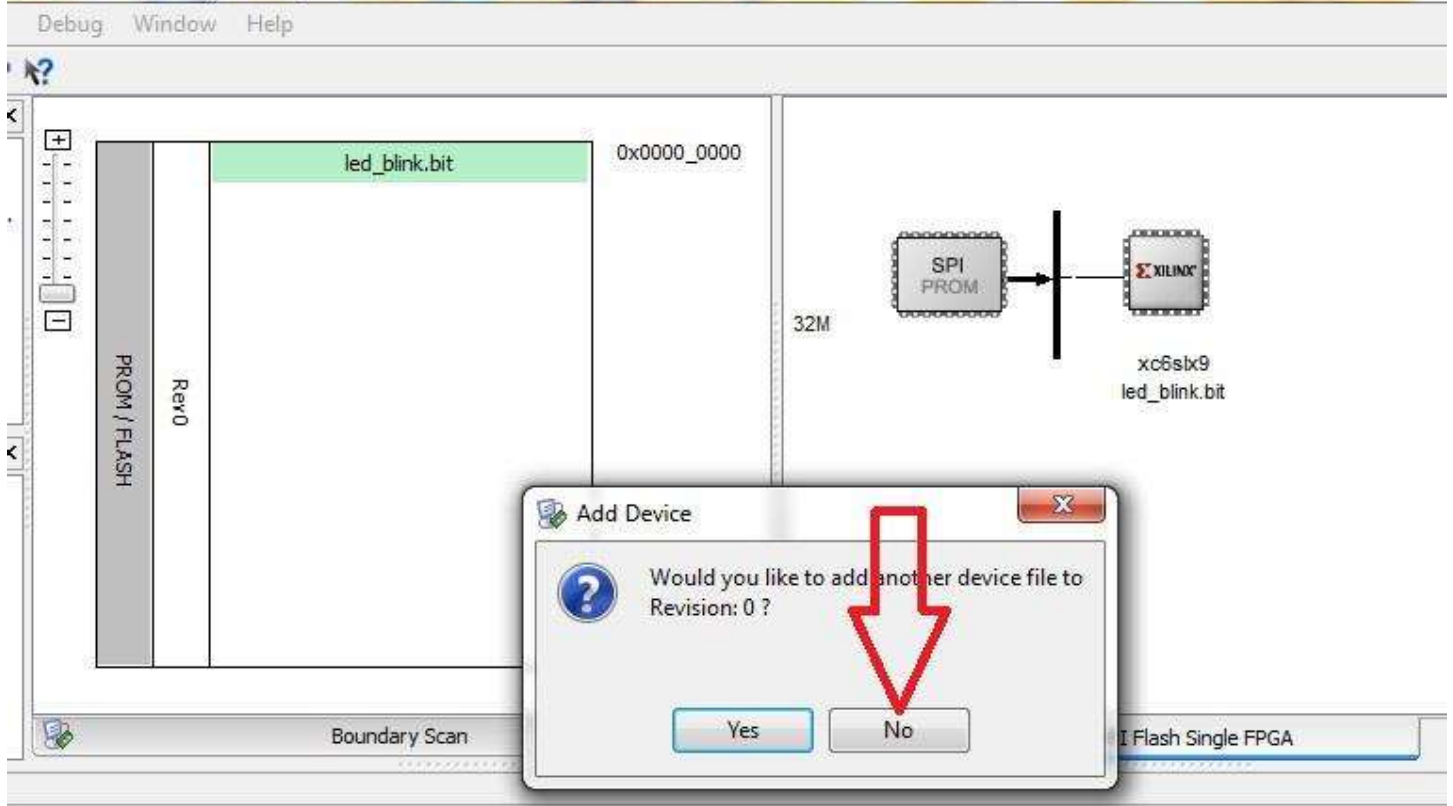 Debug Window Help
led_blink.bit
0x0000_0000
PROM / FLASH
Rev0
32M
SPI
PROM
XILINX
xc6slx9
led_blink.bit
Add Device
Would you like to add another device file to
Revision: 0 ?
Yes
No
Boundary Scan
I Flash Single FPGA